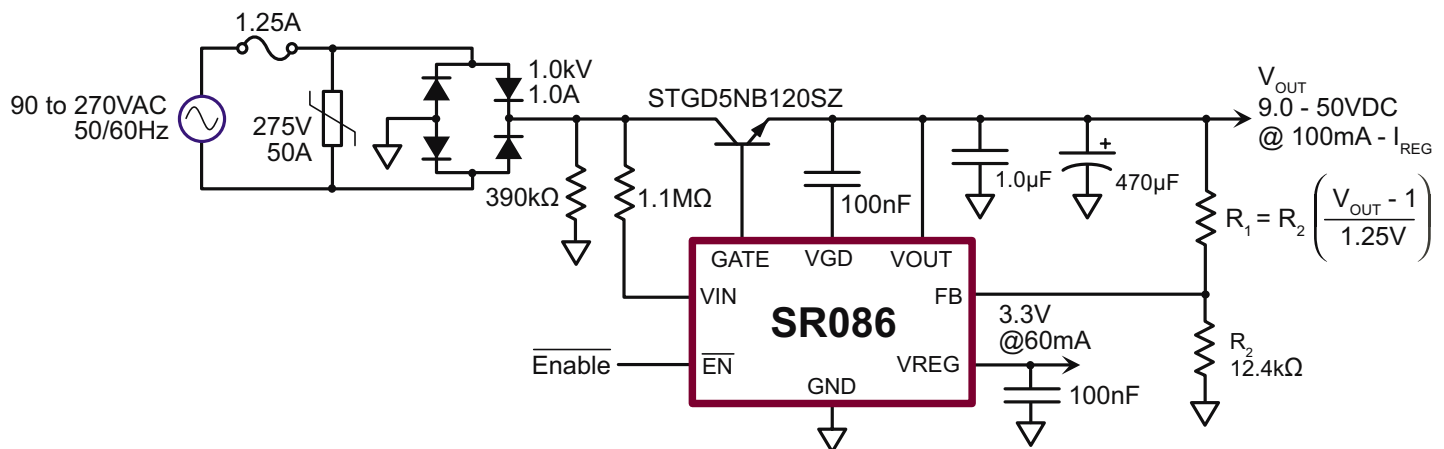 1.25A
90 to 270VAC
50/60Hz
275V
50A
1.0kV
1.0A
STGD5NB120SZ
390kΩ
1.1MΩ
100nF
1.0µF
+
470µF
VOUT
9.0 - 50VDC
@ 100mA - IREG
R1 = R2 (VOUT - 1 / 1.25V)
GATE VGD VOUT
VIN
FB
SR086
3.3V
@60mA
Enable
EN
VREG
GND
100nF
R2
12.4kΩ